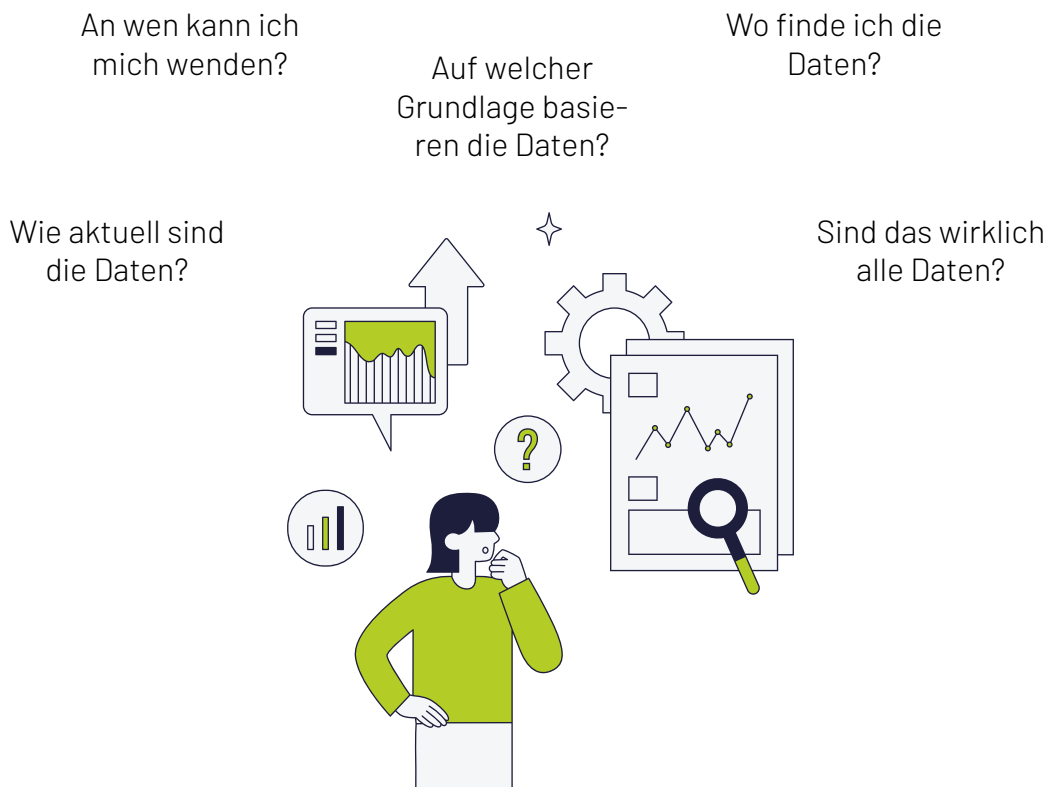 An wen kann ich
mich wenden?
Auf welcher
Grundlage basie-
ren die Daten?
Wo finde ich die
Daten?
Wie aktuell sind
die Daten?
Sind das wirklich
alle Daten?
?